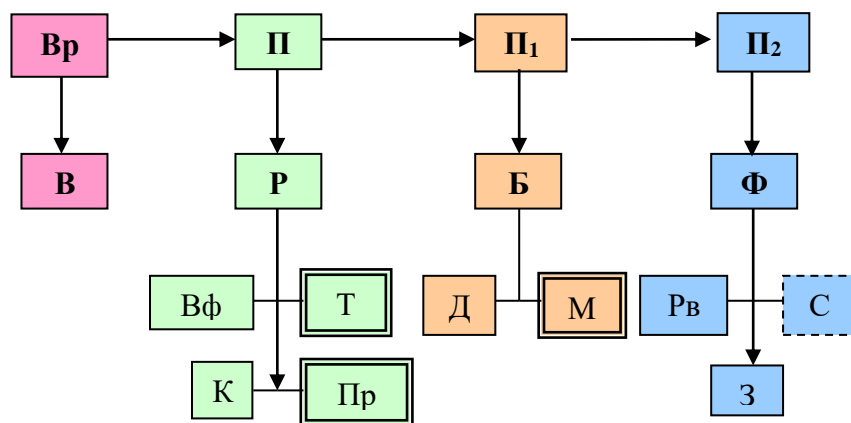 Вр П П₁ П₂
В Р Б Ф
Вф Т Д М Рв С
К Пр З